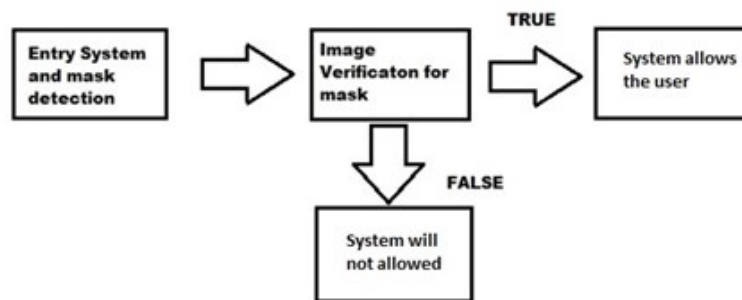 Entry System
and mask
detection
Image
Verificaton for
mask
TRUE
System allows
the user
FALSE
System will
not allowed